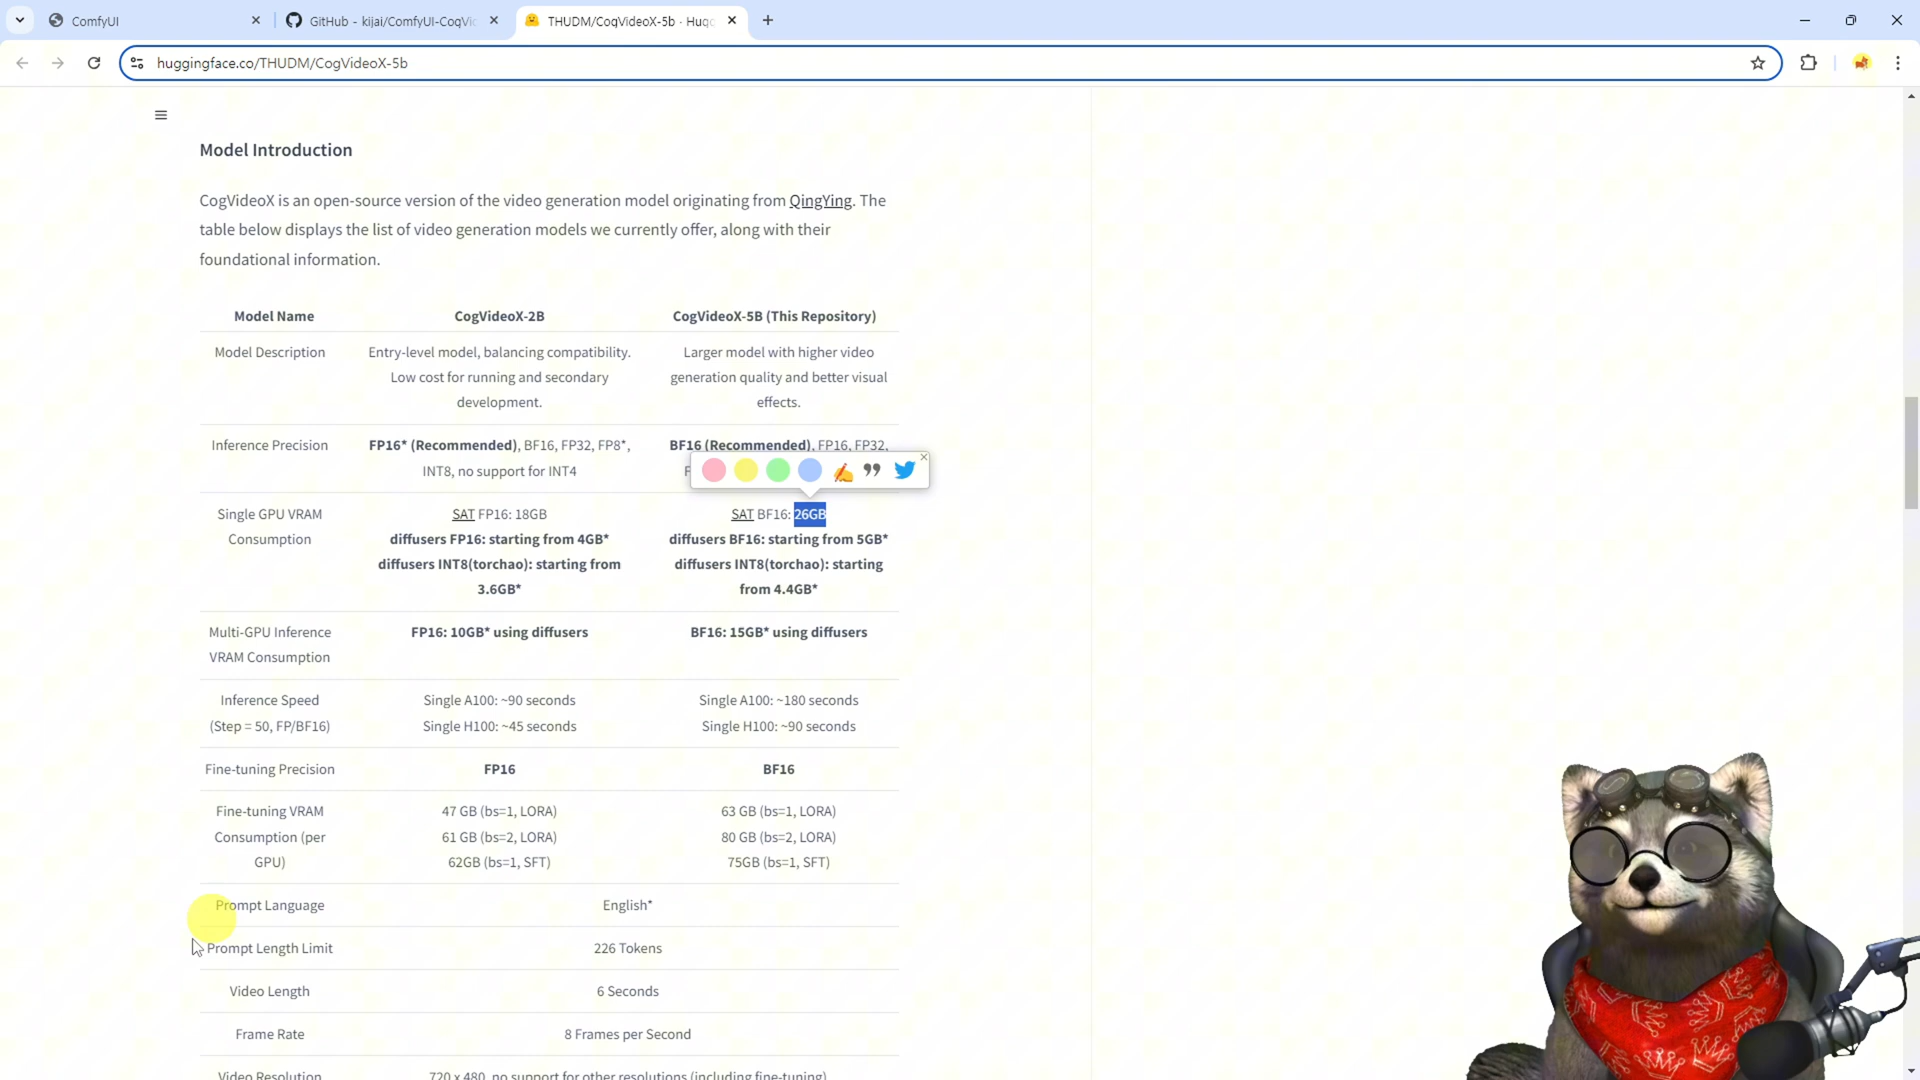 ComfyUI
GitHub - kijai/ComfyUI-CogVic
THUDM/CogVideoX-5b · Hugg
huggingface.co/THUDM/CogVideoX-5b
Model Introduction
CogVideoX is an open-source version of the video generation model originating from QingYing. The
table below displays the list of video generation models we currently offer, along with their
foundational information.
Model Name CogVideoX-2B CogVideoX-5B (This Repository)
Model Description Entry-level model, balancing compatibility. Larger model with higher video
Low cost for running and secondary generation quality and better visual
development. effects.
Inference Precision FP16* (Recommended), BF16, FP32, FP8*, BF16 (Recommended), FP16, FP32,
INT8, no support for INT4
Single GPU VRAM SAT FP16: 18GB SAT BF16: 26GB
Consumption diffusers FP16: starting from 4GB* diffusers BF16: starting from 5GB*
diffusers INT8(torchao): starting from diffusers INT8(torchao): starting
3.6GB* from 4.4GB*
Multi-GPU Inference FP16: 10GB* using diffusers BF16: 15GB* using diffusers
VRAM Consumption
Inference Speed Single A100: ~90 seconds Single A100: ~180 seconds
(Step = 50, FP/BF16) Single H100: ~45 seconds Single H100: ~90 seconds
Fine-tuning Precision FP16 BF16
Fine-tuning VRAM 47 GB (bs=1, LORA) 63 GB (bs=1, LORA)
Consumption (per 61 GB (bs=2, LORA) 80 GB (bs=2, LORA)
GPU) 62GB (bs=1, SFT) 75GB (bs=1, SFT)
Prompt Language English*
Prompt Length Limit 226 Tokens
Video Length 6 Seconds
Frame Rate 8 Frames per Second
Video Resolution 720 x 480, no support for other resolutions (including fine-tuning)